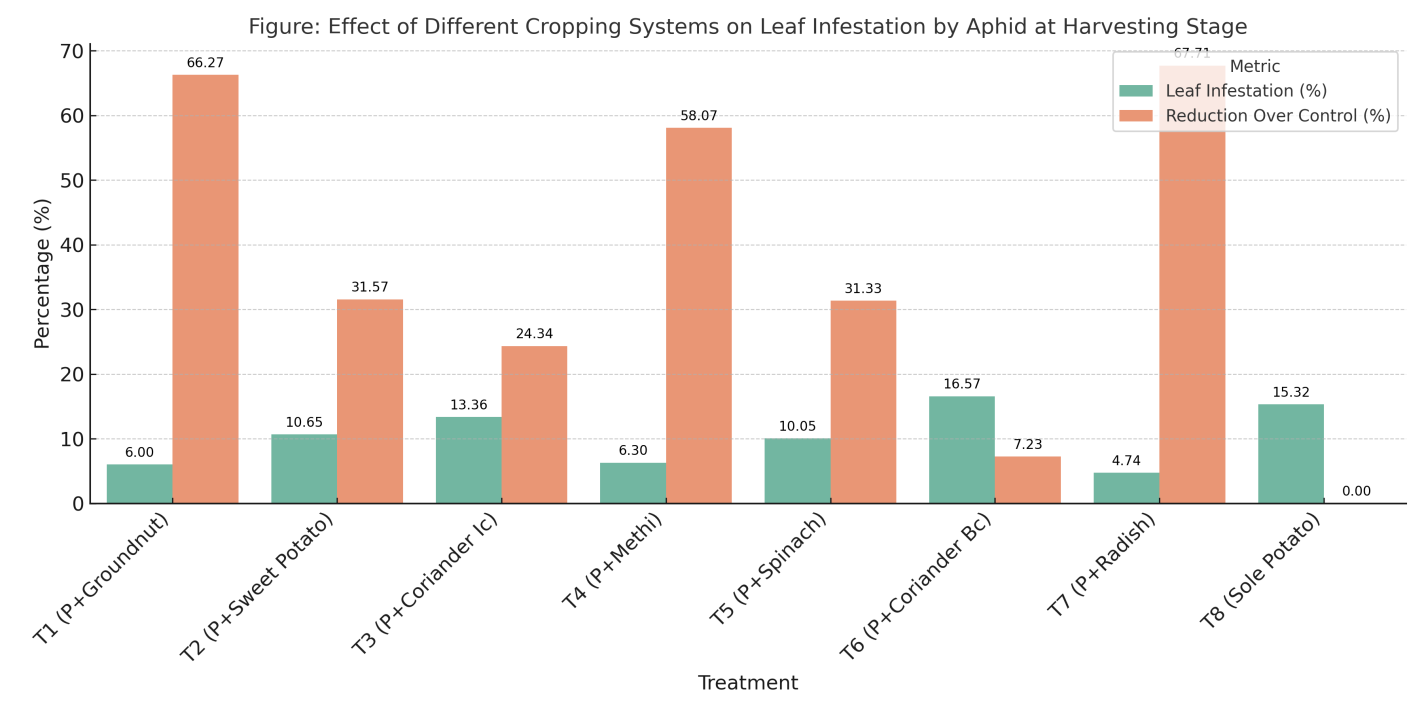 Figure: Effect of Different Cropping Systems on Leaf Infestation by Aphid at Harvesting Stage
Percentage (%)
70
60
50
40
30
20
10
0
6.00
66.27
10.65
31.57
13.36
24.34
6.30
58.07
10.05
31.33
16.57
7.23
4.74
67.71
15.32
0.00
Metric
Leaf Infestation (%)
Reduction Over Control (%)
T1 (P+Groundnut)
T2 (P+Sweet Potato)
T3 (P+Coriander Ic)
T4 (P+Methi)
T5 (P+Spinach)
T6 (P+Coriander Bc)
T7 (P+Radish)
T8 (Sole Potato)
Treatment